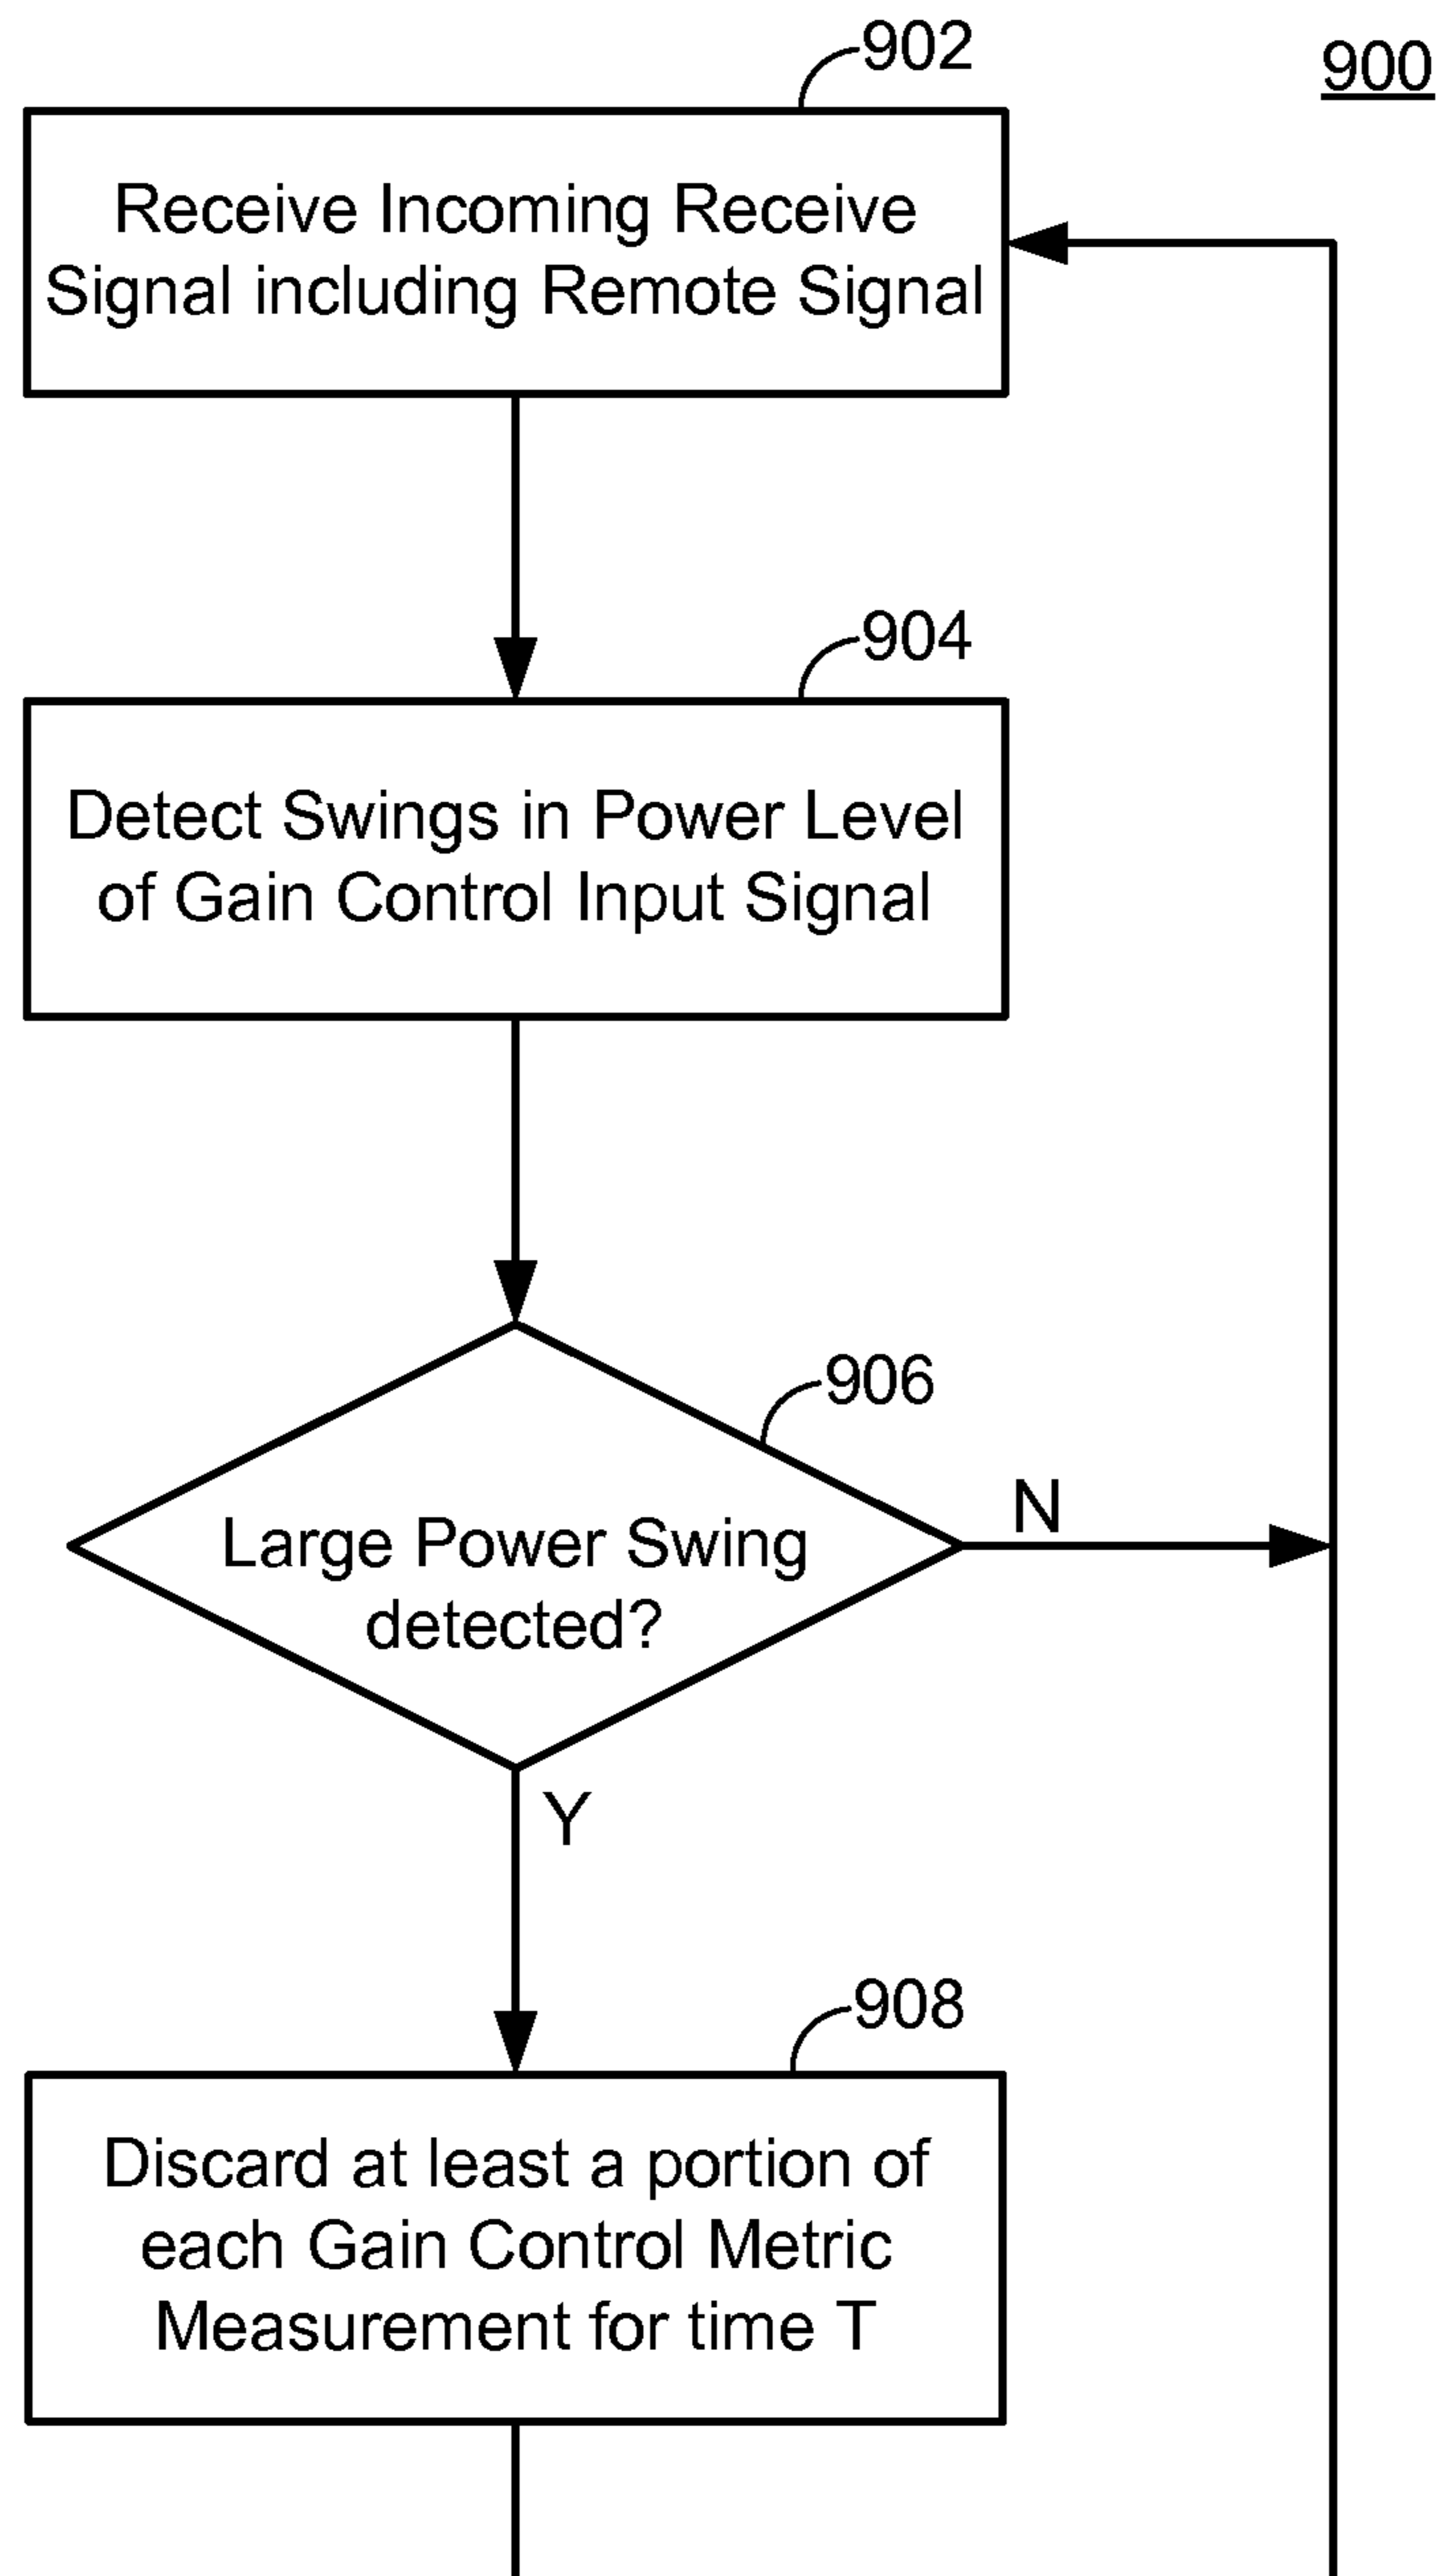 902
900
Receive Incoming Receive
Signal including Remote Signal
904
Detect Swings in Power Level
of Gain Control Input Signal
906
Large Power Swing
detected?
N
Y
908
Discard at least a portion of
each Gain Control Metric
Measurement for time T